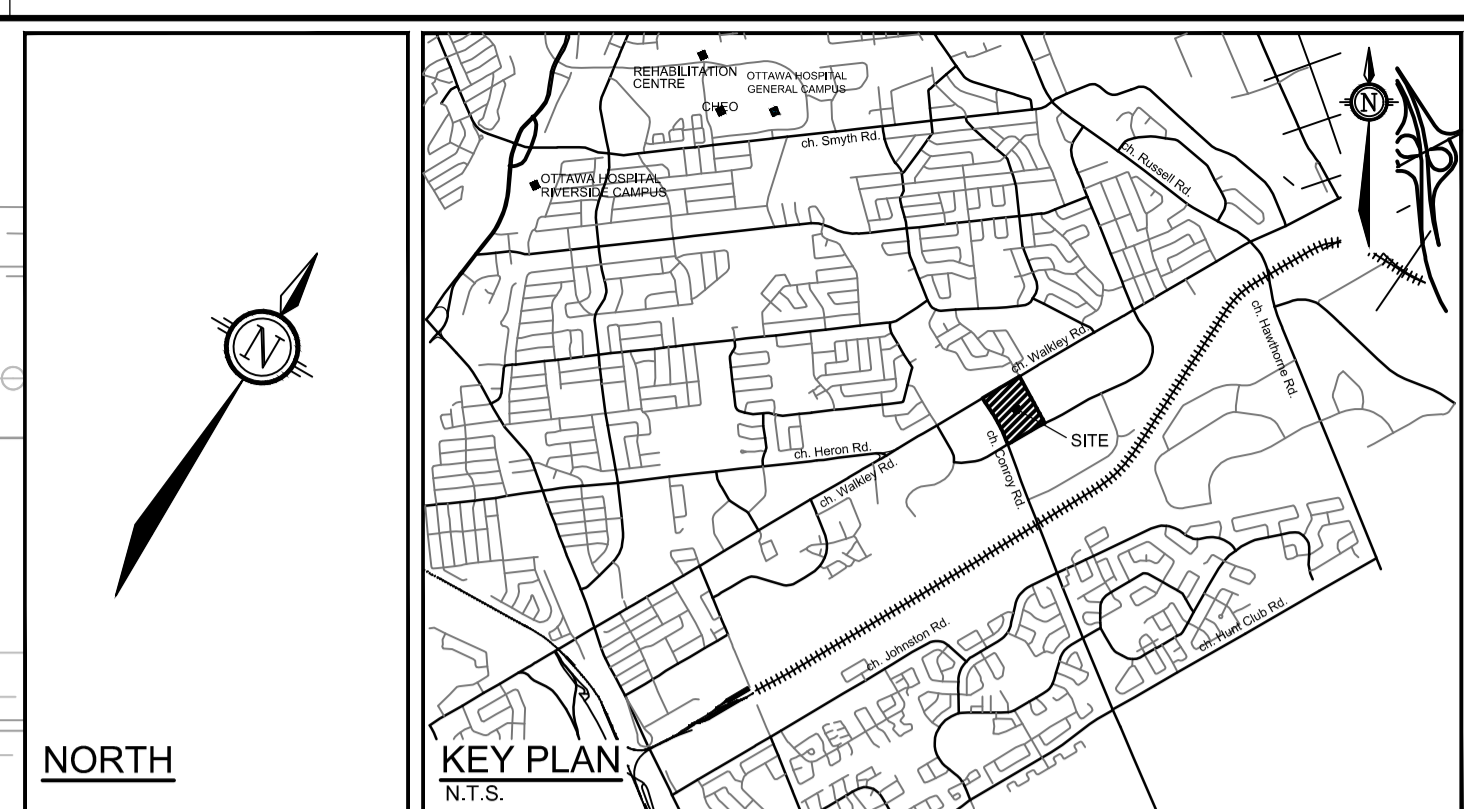 NORTH
N
KEY PLAN
N.T.S.
REHABILITATION
CENTRE
OTTAWA HOSPITAL
GENERAL CAMPUS
CHEO
N
ch. Smyth Rd.
ch. Russell Rd.
OTTAWA HOSPITAL
RIVERSIDE CAMPUS
ch. Hawthorne Rd.
ch. Walkley Rd.
SITE
ch. Conroy Rd.
ch. Heron Rd.
ch. Walkley Rd.
ch. Johnston Rd.
ch. Hunt Club Rd.